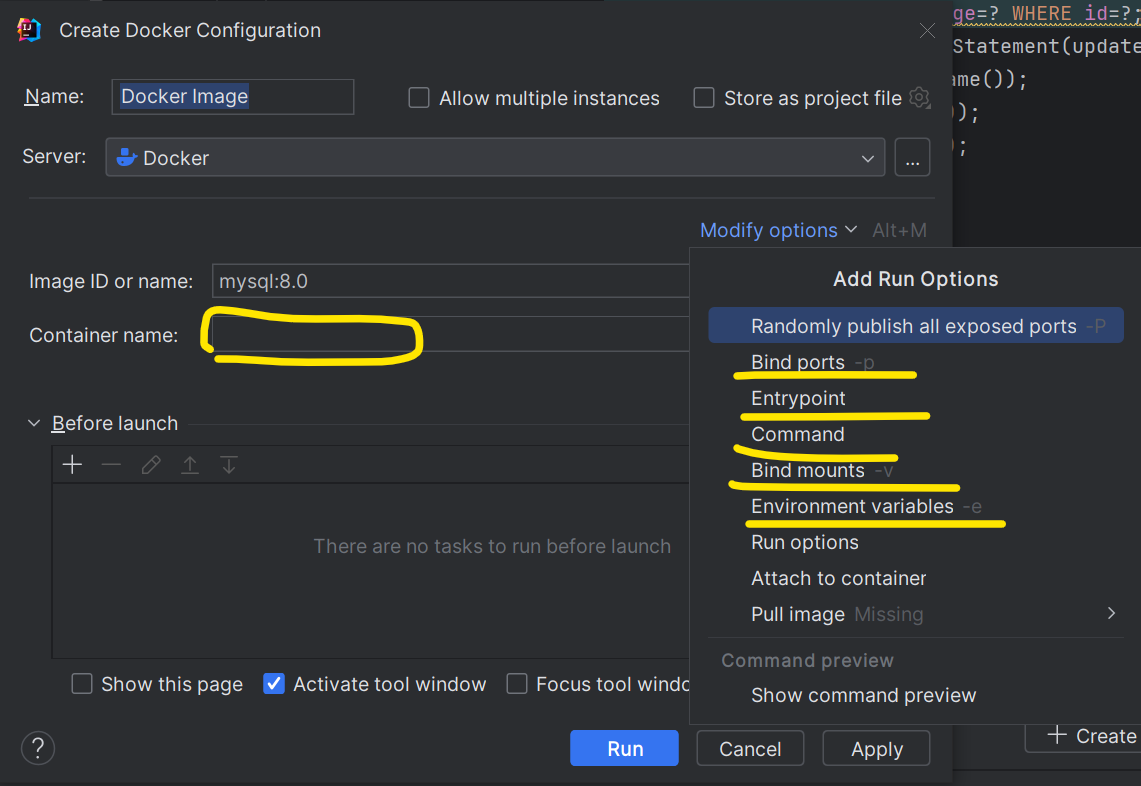 Create Docker Configuration
ge=? WHERE id=?;
Statement(update
Name: Docker Image Allow multiple instances Store as project file
ame());
);
Server: Docker ...
);
Modify options Alt+M
Add Run Options
Image ID or name: mysql:8.0
Randomly publish all exposed ports -P
Container name:
Bind ports -p
Entrypoint
Before launch
Command
Bind mounts -v
Environment variables -e
There are no tasks to run before launch
Run options
Attach to container
Pull image Missing
Command preview
Show this page Activate tool window Focus tool windo
Show command preview
? Run Cancel Apply
+ Create